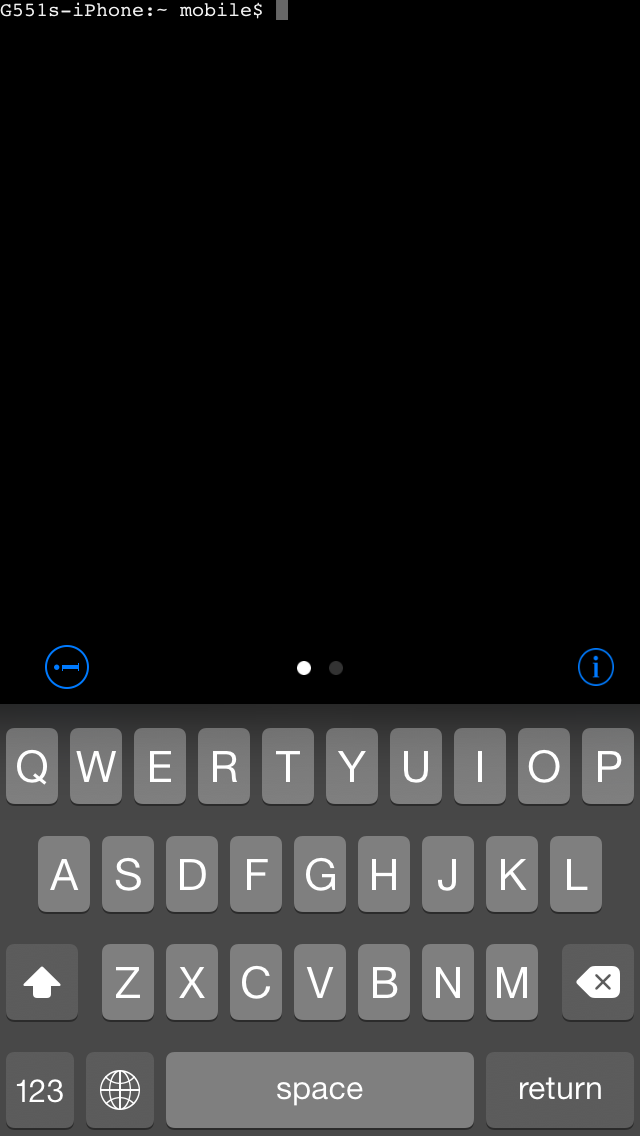 G551s-iPhone:~ mobile$
i
Q W E R T Y U I O P
A S D F G H J K L
Z X C V B N M
123 space return